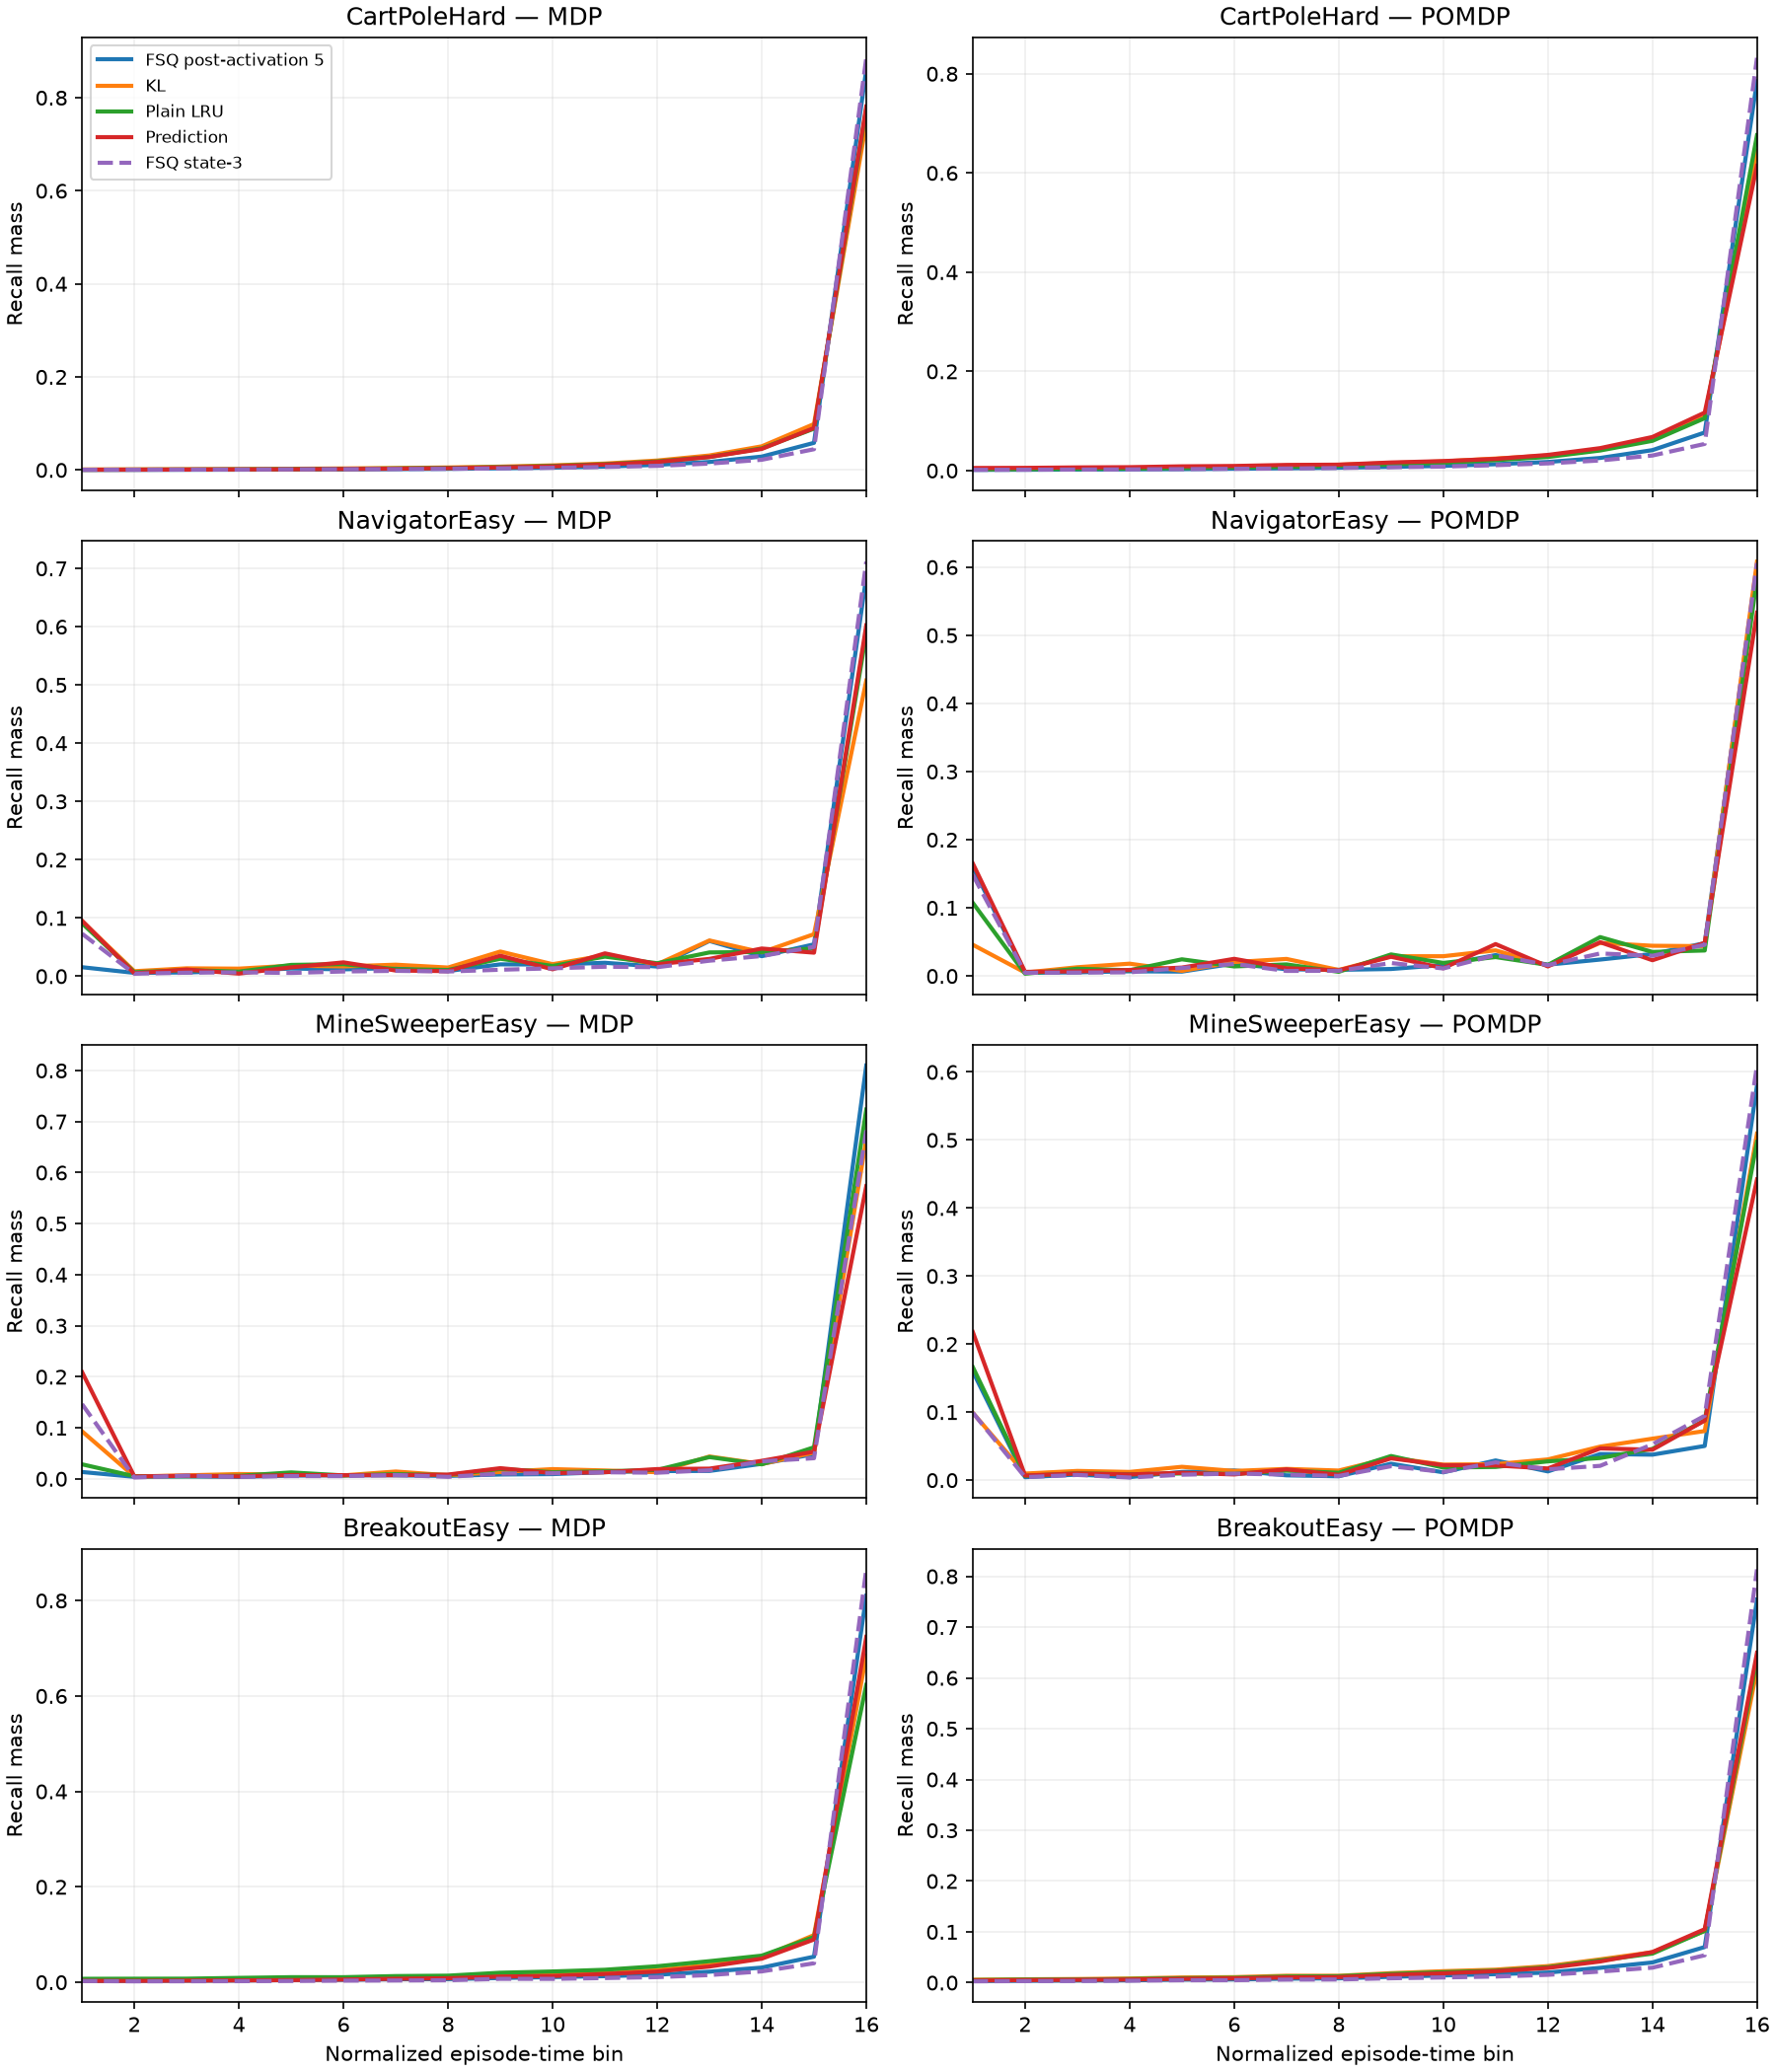 CartPoleHard — MDP
Recall mass
0.8
0.6
0.4
0.2
0.0
FSQ post-activation 5
KL
Plain LRU
Prediction
FSQ state-3
CartPoleHard — POMDP
Recall mass
0.8
0.6
0.4
0.2
0.0
NavigatorEasy — MDP
Recall mass
0.7
0.6
0.5
0.4
0.3
0.2
0.1
0.0
NavigatorEasy — POMDP
Recall mass
0.6
0.5
0.4
0.3
0.2
0.1
0.0
MineSweeperEasy — MDP
Recall mass
0.8
0.7
0.6
0.5
0.4
0.3
0.2
0.1
0.0
MineSweeperEasy — POMDP
Recall mass
0.6
0.5
0.4
0.3
0.2
0.1
0.0
BreakoutEasy — MDP
Recall mass
0.8
0.6
0.4
0.2
0.0
2 4 6 8 10 12 14 16
Normalized episode-time bin
BreakoutEasy — POMDP
Recall mass
0.8
0.7
0.6
0.5
0.4
0.3
0.2
0.1
0.0
2 4 6 8 10 12 14 16
Normalized episode-time bin